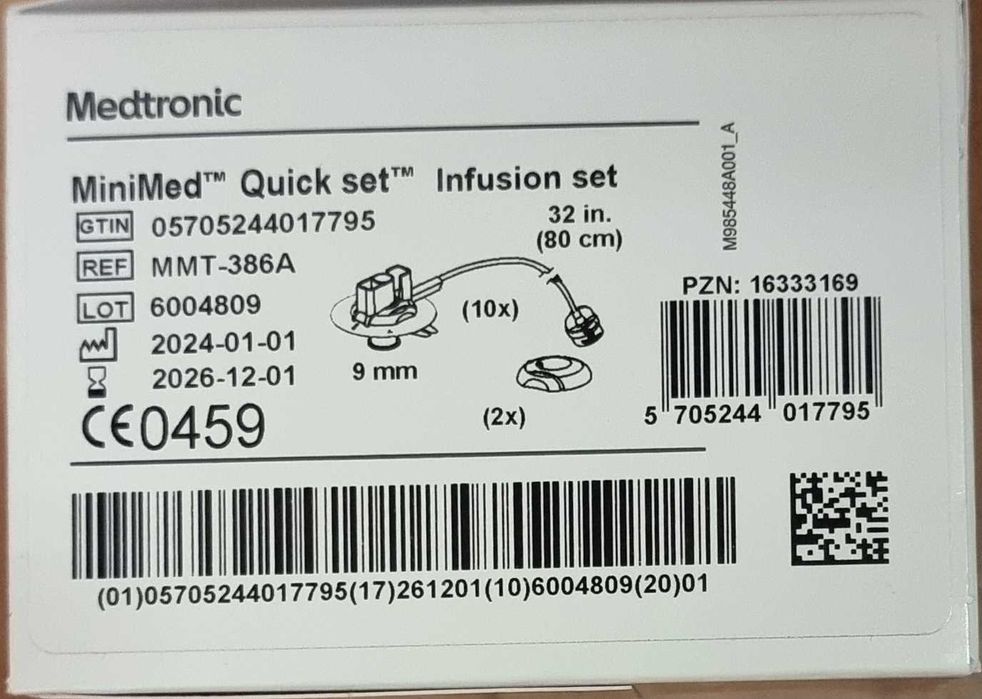 Medtronic
MiniMed™ Quick set™ Infusion set
GTIN 05705244017795
REF MMT-386A
LOT 6004809
2024-01-01
2026-12-01
CE0459
32 in.
(80 cm)
(10x)
9 mm
(2x)
M985448A001_A
PZN: 16333169
5 705244 017795
(01)05705244017795(17)261201(10)6004809(20)01